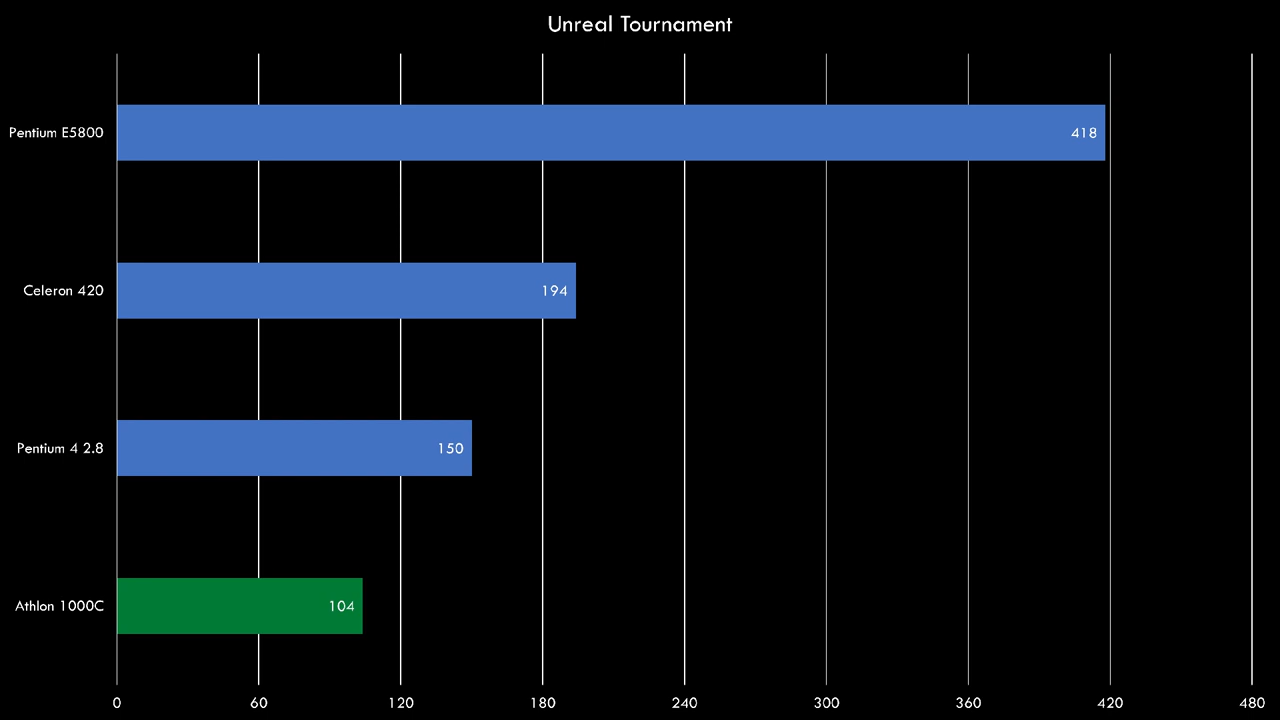 Unreal Tournament
Pentium E5800
418
Celeron 420
194
Pentium 4 2.8
150
Athlon 1000C
104
0 60 120 180 240 300 360 420 480